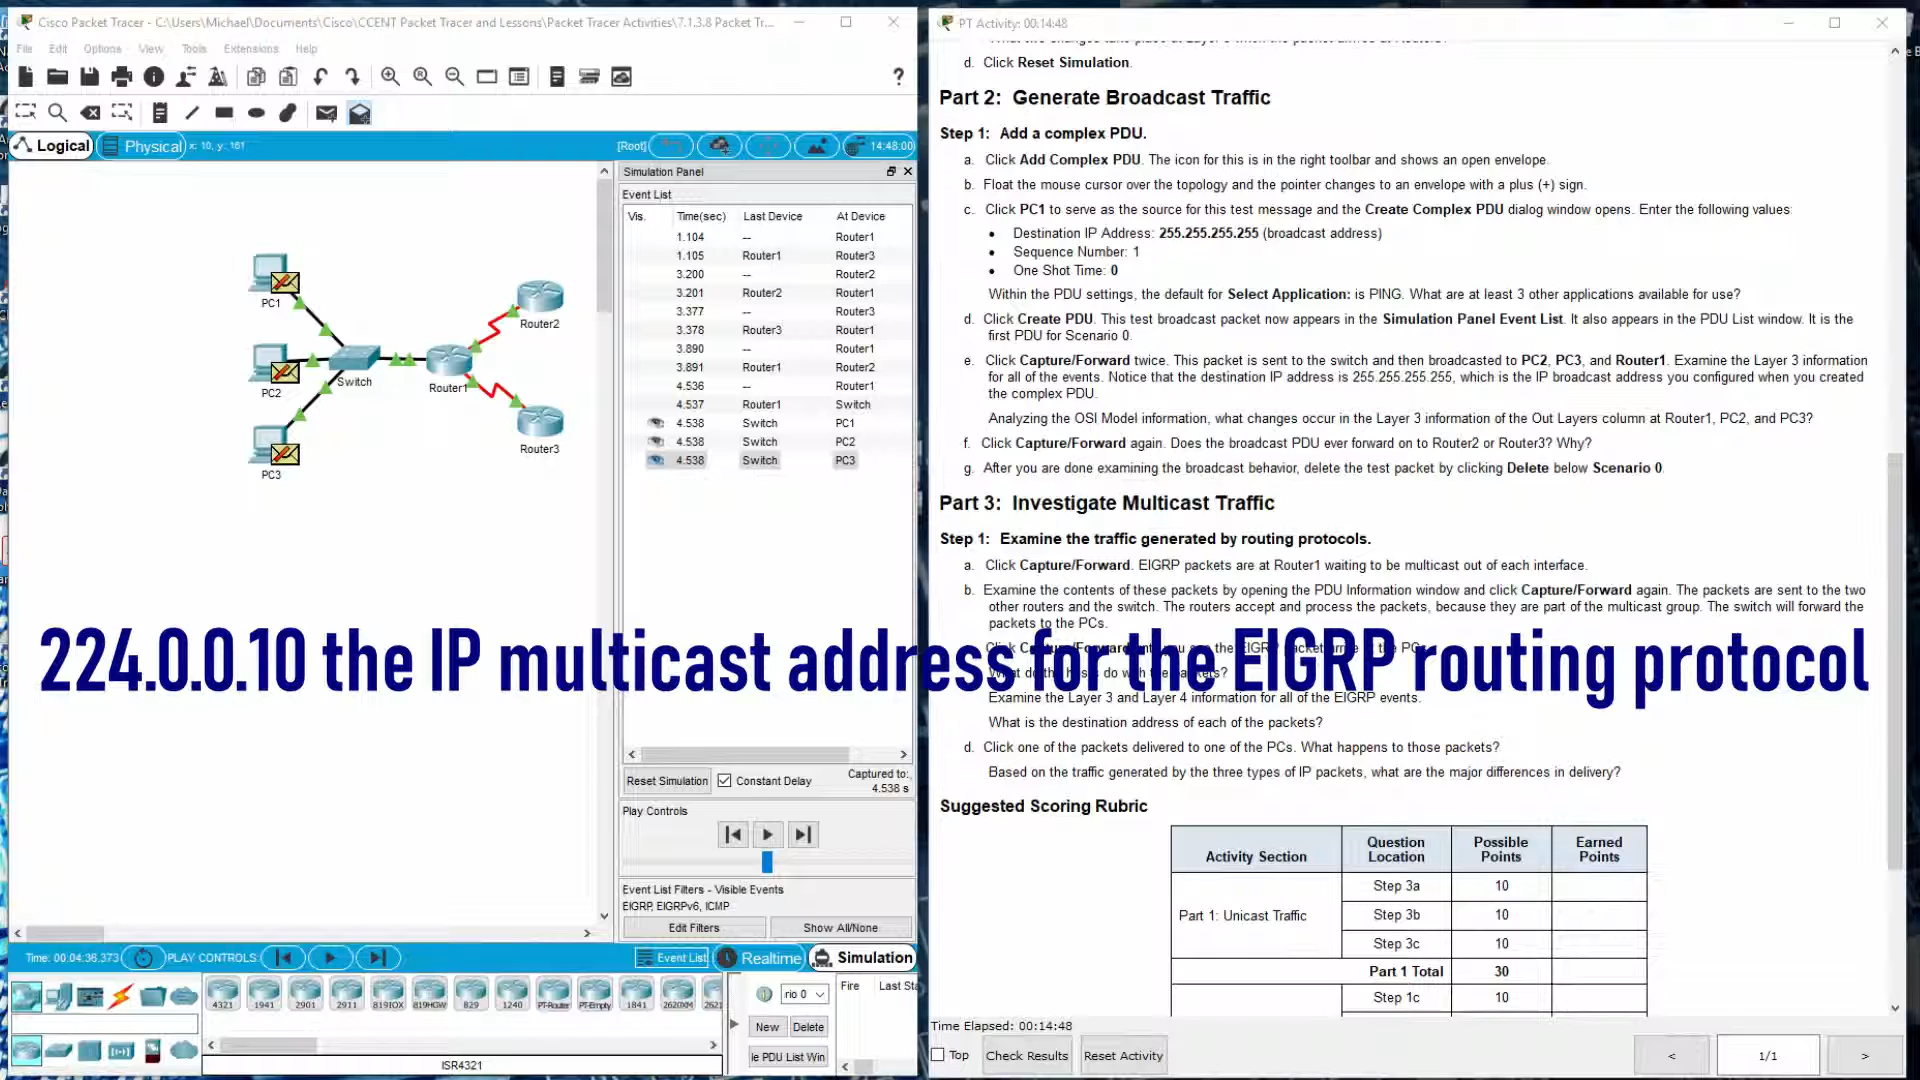 Cisco Packet Tracer - C:\Users\Michael\Documents\Cisco\CCENT Packet Tracer and Lessons\Packet Tracer Activities\7.1.3.8 Packet Tr...
File Edit Options View Tools Extensions Help
?
Logical
Physical
x: 10, y: 161
[Root]
14:48:00
Simulation Panel
Event List
Vis. Time(sec) Last Device At Device
1.104 -- Router1
1.105 Router1 Router3
3.200 -- Router2
3.201 Router2 Router1
3.377 -- Router3
3.378 Router3 Router1
3.890 -- Router1
3.891 Router1 Router2
4.536 -- Router1
4.537 Router1 Switch
4.538 Switch PC1
4.538 Switch PC2
4.538 Switch PC3
PC1
PC2
PC3
Switch
Router1
Router2
Router3
Reset Simulation
Constant Delay
Captured to:
4.538 s
Play Controls
Event List Filters - Visible Events
EIGRP, EIGRPv6, ICMP
Edit Filters
Show All/None
Time: 00:04:36.373
PLAY CONTROLS:
Event List
Realtime
Simulation
4321 1941 2901 2911 819IOX 819HGW 829 1240 PT-Router PT-Empty 1841 2620XM 2621
ISR4321
rio 0
New
Delete
le PDU List Win
Fire Last Sta
PT Activity: 00:14:48
d. Click Reset Simulation.
Part 2: Generate Broadcast Traffic
Step 1: Add a complex PDU.
a. Click Add Complex PDU. The icon for this is in the right toolbar and shows an open envelope.
b. Float the mouse cursor over the topology and the pointer changes to an envelope with a plus (+) sign.
c. Click PC1 to serve as the source for this test message and the Create Complex PDU dialog window opens. Enter the following values:
• Destination IP Address: 255.255.255.255 (broadcast address)
• Sequence Number: 1
• One Shot Time: 0
Within the PDU settings, the default for Select Application: is PING. What are at least 3 other applications available for use?
d. Click Create PDU. This test broadcast packet now appears in the Simulation Panel Event List. It also appears in the PDU List window. It is the
first PDU for Scenario 0.
e. Click Capture/Forward twice. This packet is sent to the switch and then broadcasted to PC2, PC3, and Router1. Examine the Layer 3 information
for all of the events. Notice that the destination IP address is 255.255.255.255, which is the IP broadcast address you configured when you created
the complex PDU.
Analyzing the OSI Model information, what changes occur in the Layer 3 information of the Out Layers column at Router1, PC2, and PC3?
f. Click Capture/Forward again. Does the broadcast PDU ever forward on to Router2 or Router3? Why?
g. After you are done examining the broadcast behavior, delete the test packet by clicking Delete below Scenario 0.
Part 3: Investigate Multicast Traffic
Step 1: Examine the traffic generated by routing protocols.
a. Click Capture/Forward. EIGRP packets are at Router1 waiting to be multicast out of each interface.
b. Examine the contents of these packets by opening the PDU Information window and click Capture/Forward again. The packets are sent to the two
other routers and the switch. The routers accept and process the packets, because they are part of the multicast group. The switch will forward the
packets to the PCs.
224.0.0.10 the IP multicast address for the EIGRP routing protocol
Examine the Layer 3 and Layer 4 information for all of the EIGRP events.
What is the destination address of each of the packets?
d. Click one of the packets delivered to one of the PCs. What happens to those packets?
Based on the traffic generated by the three types of IP packets, what are the major differences in delivery?
Suggested Scoring Rubric
Activity Section Question Location Possible Points Earned Points
Part 1: Unicast Traffic
Step 3a 10
Step 3b 10
Step 3c 10
Part 1 Total 30
Step 1c 10
Time Elapsed: 00:14:48
Top
Check Results
Reset Activity
<
1/1
>